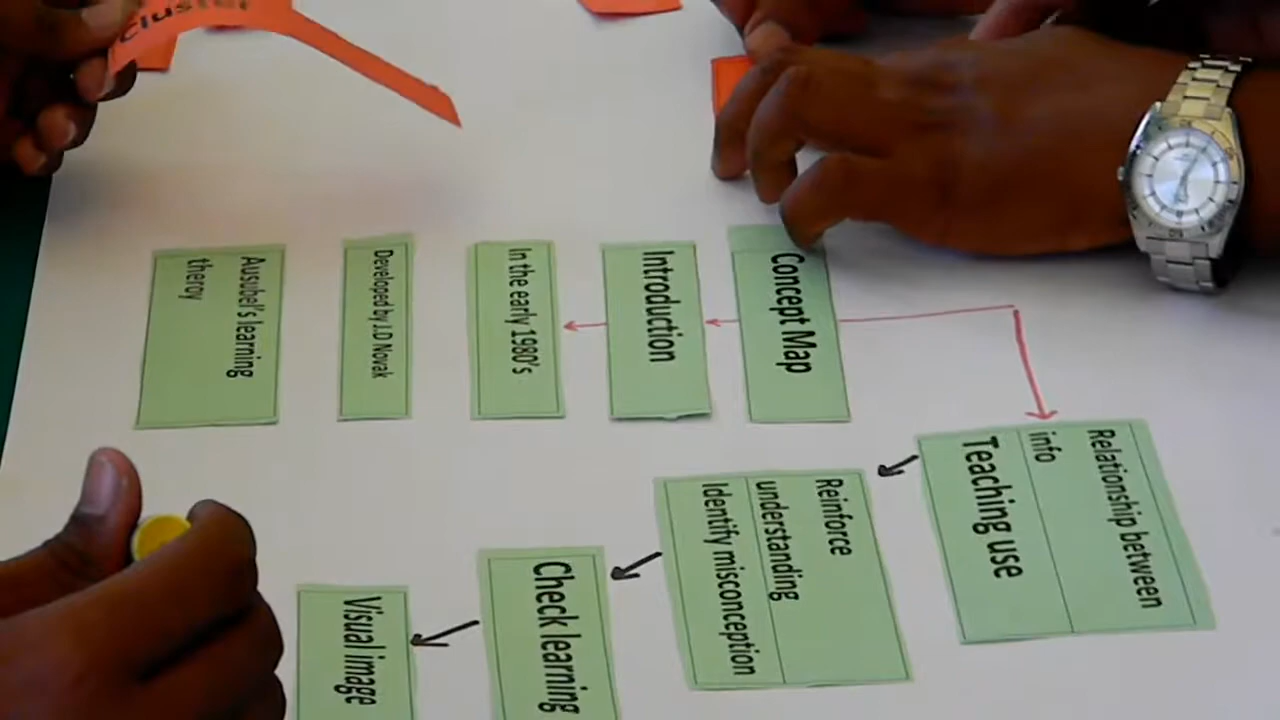 cluster
Concept Map
Introduction
In the early 1980's
Developed by J.D Novak
Ausubel's learning
theroy
Relationship between
info
Teaching use
Reinforce
understanding
Identify misconception
Check learning
Visual image